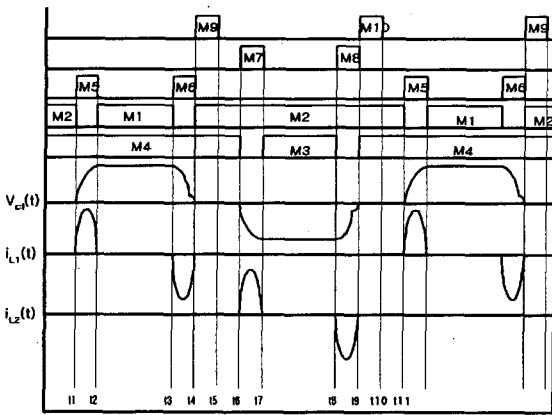 M9 M10 M9
M7 M8
M5 M6 M5 M6
M2 M1 M2 M1 M2
M4 M3 M4
Vcl(t)
iL1(t)
iL2(t)
t1 t2 t3 t4 t5 t6 t7 t8 t9 t10 t11